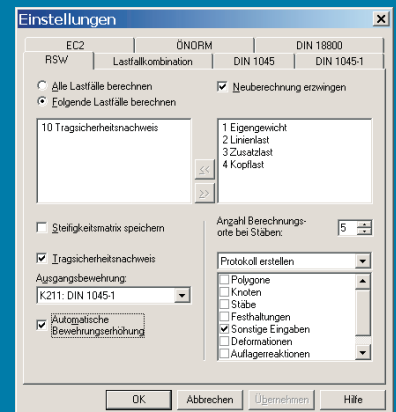 Einstellungen
EC2
ÖNORM
DIN 18800
RSW
Lastfallkombination
DIN 1045
DIN 1045-1
Alle Lastfälle berechnen
Folgende Lastfälle berechnen
Neuberechnung erzwingen
10 Tragsicherheitsnachweis
1 Eigengewicht
2 Linienlast
3 Zusatzlast
4 Kopflast
<<
>>
Steifigkeitsmatrix speichern
Anzahl Berechnungs-
orte bei Stäben:
5
Tragsicherheitsnachweis
Protokoll erstellen
Ausgangsbewehrung:
K211: DIN 1045-1
Automatische
Bewehrungserhöhung
Polygone
Knoten
Stäbe
Festhaltungen
Sonstige Eingaben
Deformationen
Auflagerreaktionen
OK
Abbrechen
Übernehmen
Hilfe